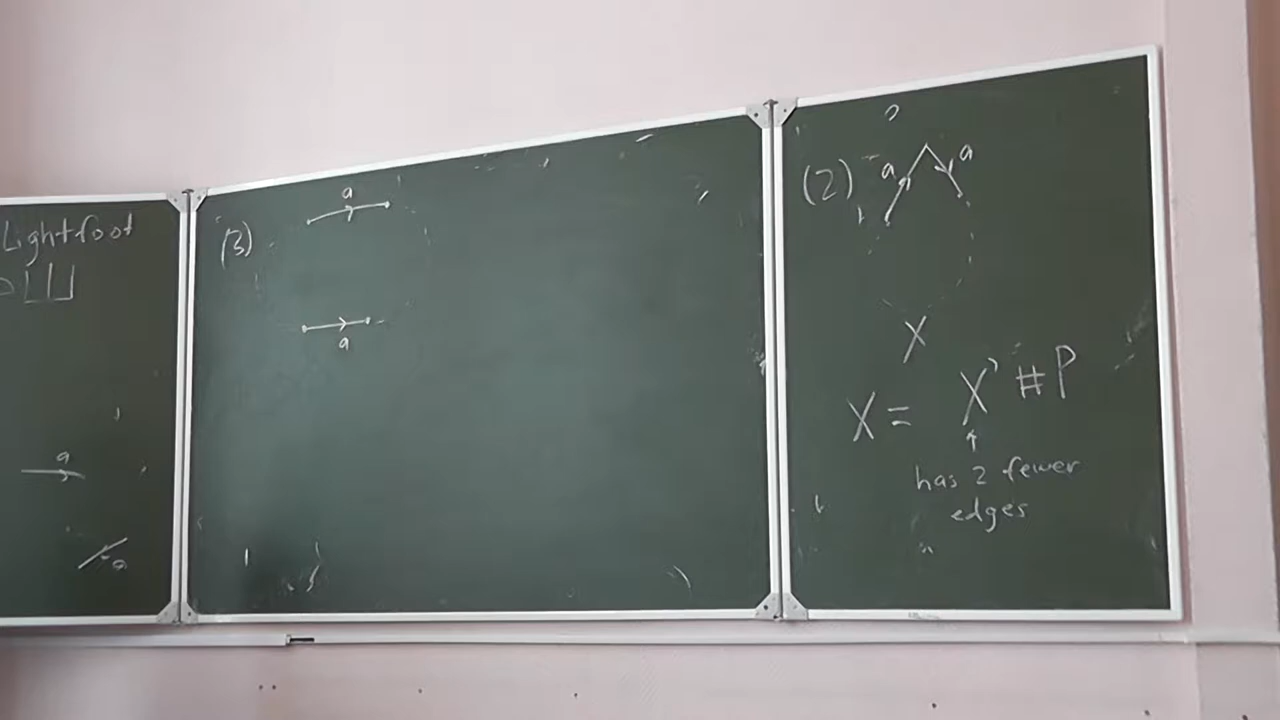 Lightfoot
a
a
(3)
a
a
(2)
a
a
X
X = X' # P
↑
has 2 fewer
edges